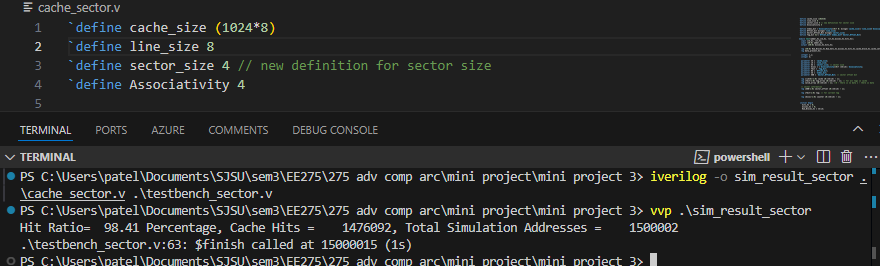 cache_sector.v
1 `define cache_size (1024*8)
2 `define line_size 8
3 `define sector_size 4 // new definition for sector size
4 `define Associativity 4
5
TERMINAL PORTS AZURE COMMENTS DEBUG CONSOLE
TERMINAL powershell
PS C:\Users\patel\Documents\SJSU\sem3\EE275\275 adv comp arc\mini project\mini project 3> iverilog -o sim_result_sector .
\cache_sector.v .\testbench_sector.v
PS C:\Users\patel\Documents\SJSU\sem3\EE275\275 adv comp arc\mini project\mini project 3> vvp .\sim_result_sector
Hit Ratio=  98.41 Percentage, Cache Hits =     1476092, Total Simulation Addresses =     1500002
.\testbench_sector.v:63: $finish called at 15000015 (1s)
PS C:\Users\patel\Documents\SJSU\sem3\EE275\275 adv comp arc\mini project\mini project 3>